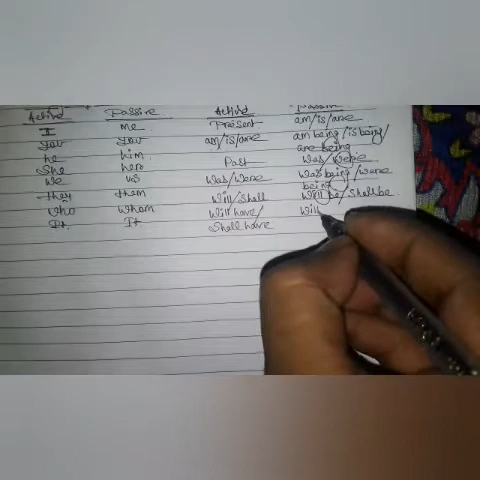 Active Passive Active Passive
I me Present am/is/are
you you am/is/are am being/is being/
he him Past are being
she hero was/were
we us was/were was being/were
being
they them will/shall will be/shall be
who whom will have/ will
It It shall have